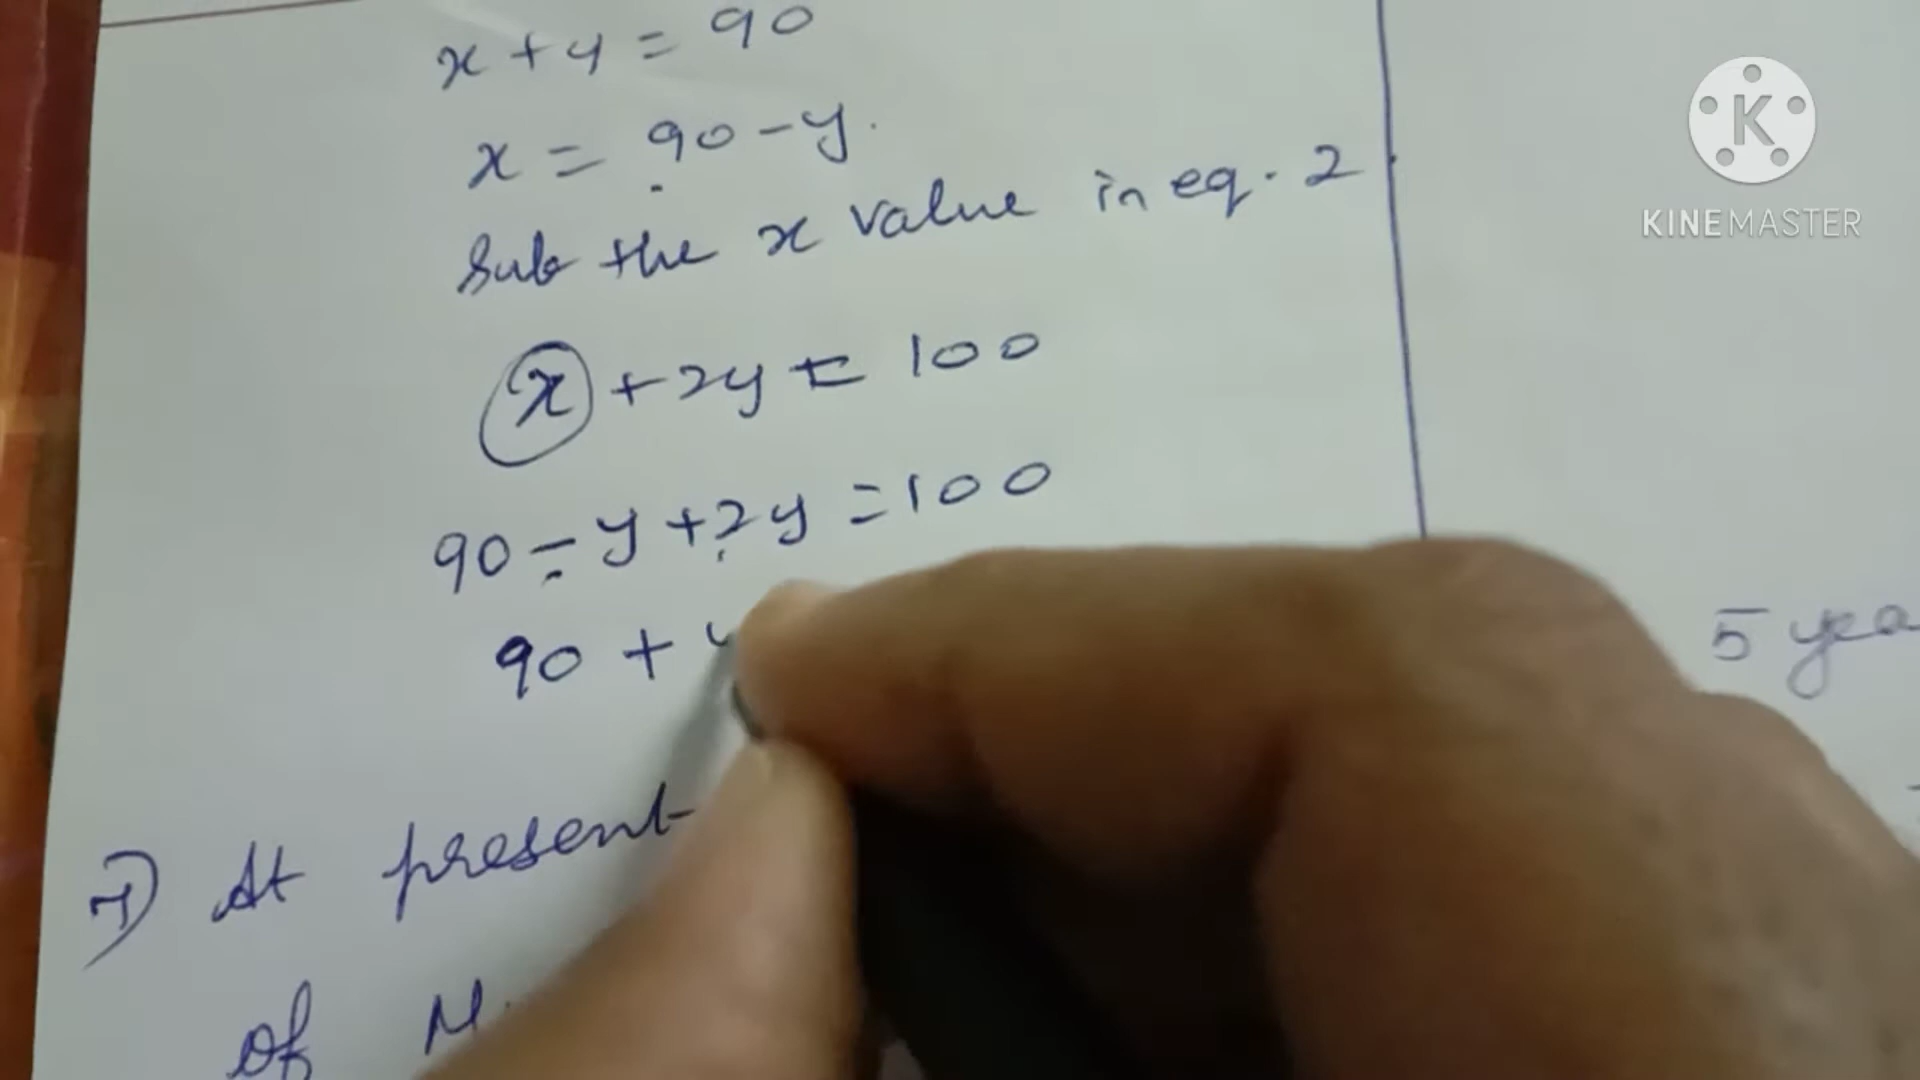 x + y = 90
x = 90 - y.
Sub the x value in eq. 2
x + 2y = 100
90 - y + 2y = 100
90 + y
7) At present
of
5
K
KINEMASTER